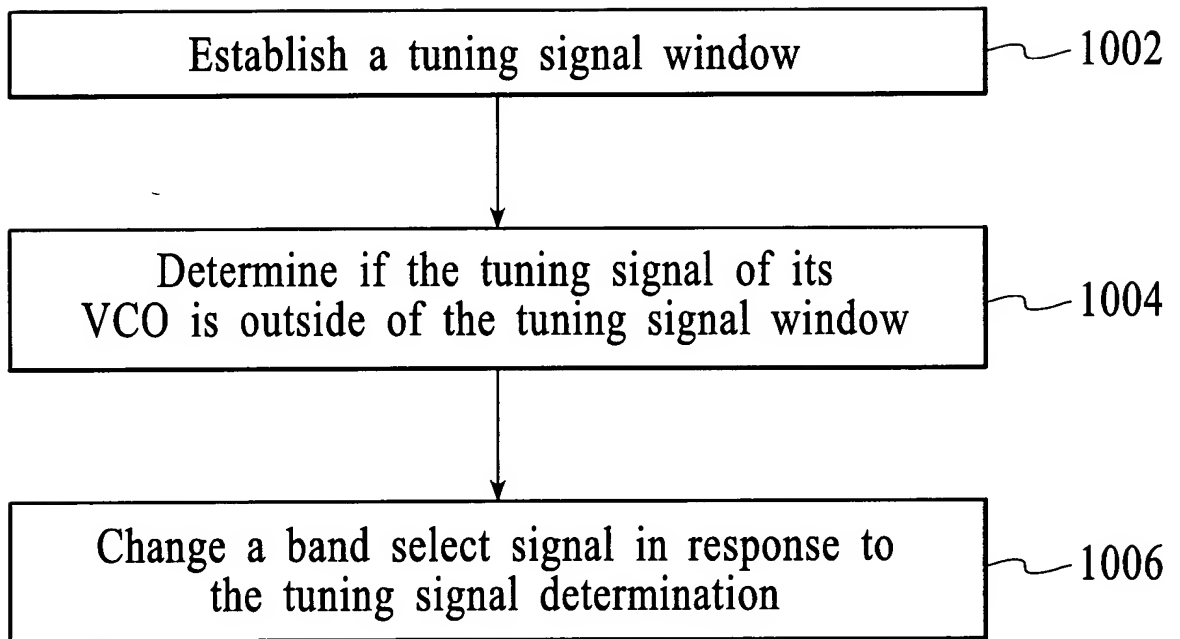 Establish a tuning signal window
1002
Determine if the tuning signal of its
VCO is outside of the tuning signal window
1004
Change a band select signal in response to
the tuning signal determination
1006